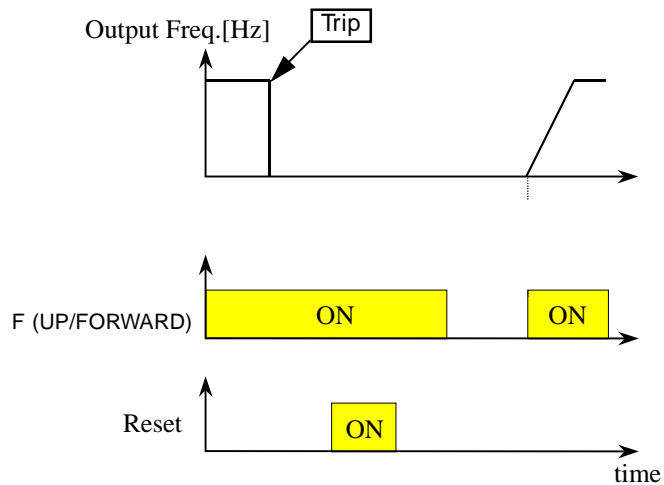 Trip
Output Freq.[Hz]
F (UP/FORWARD)
ON
ON
Reset
ON
time